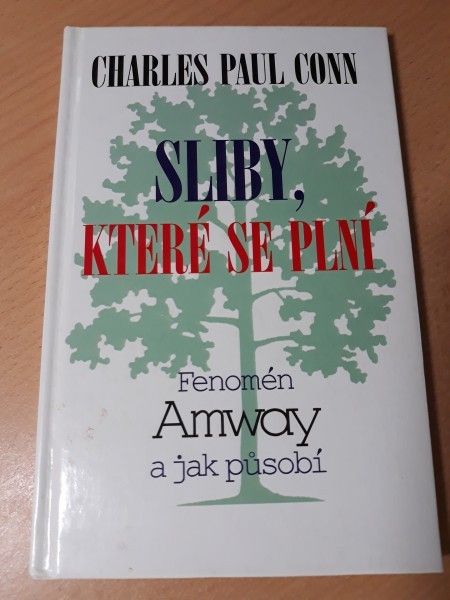 CHARLES PAUL CONN
SLIBY,
KTERÉ SE PLNÍ
Fenomén
Amway
a jak působí